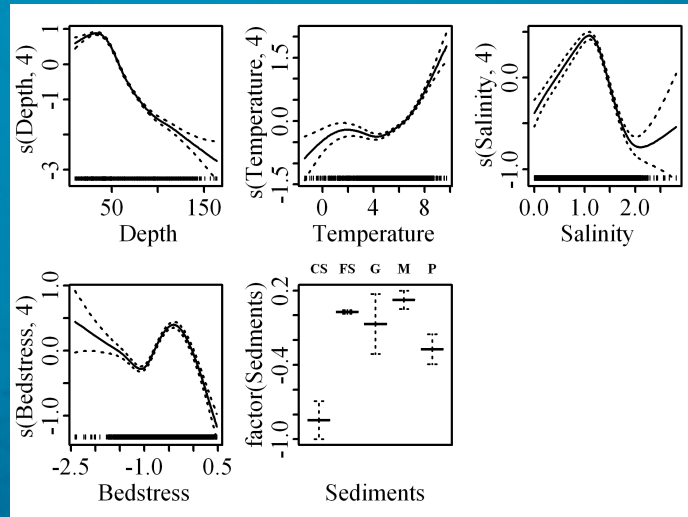 s(Depth, 4)
1
0
-1
-3
50
150
Depth
s(Temperature, 4)
1.5
0.0
-1.5
0
4
8
Temperature
s(Salinity, 4)
0.0
-1.0
0.0
1.0
2.0
Salinity
s(Bedstress, 4)
1.0
0.0
-1.0
-2.5
-1.0
0.5
Bedstress
CS FS G M P
factor(Sedments)
0.2
-0.4
-1.0
Sediments